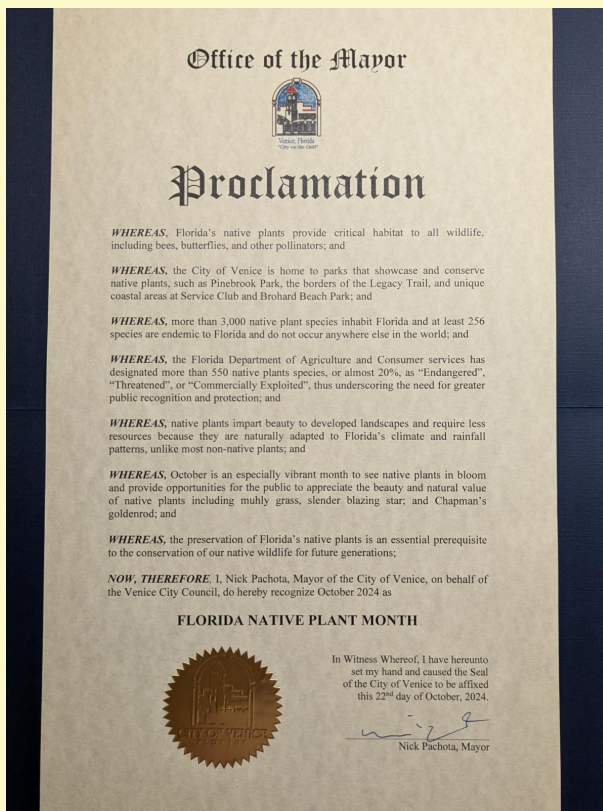 Office of the Mayor
Venice, Florida
"City on the Gulf"
Proclamation
WHEREAS, Florida's native plants provide critical habitat to all wildlife,
including bees, butterflies, and other pollinators; and
WHEREAS, the City of Venice is home to parks that showcase and conserve
native plants, such as Pinebrook Park, the borders of the Legacy Trail, and unique
coastal areas at Service Club and Brohard Beach Park; and
WHEREAS, more than 3,000 native plant species inhabit Florida and at least 256
species are endemic to Florida and do not occur anywhere else in the world; and
WHEREAS, the Florida Department of Agriculture and Consumer services has
designated more than 550 native plants species, or almost 20%, as “Endangered”,
“Threatened”, or “Commercially Exploited”, thus underscoring the need for greater
public recognition and protection; and
WHEREAS, native plants impart beauty to developed landscapes and require less
resources because they are naturally adapted to Florida's climate and rainfall
patterns, unlike most non-native plants; and
WHEREAS, October is an especially vibrant month to see native plants in bloom
and provide opportunities for the public to appreciate the beauty and natural value
of native plants including muhly grass, slender blazing star; and Chapman's
goldenrod; and
WHEREAS, the preservation of Florida's native plants is an essential prerequisite
to the conservation of our native wildlife for future generations;
NOW, THEREFORE, I, Nick Pachota, Mayor of the City of Venice, on behalf of
the Venice City Council, do hereby recognize October 2024 as
FLORIDA NATIVE PLANT MONTH
In Witness Whereof, I have hereunto
set my hand and caused the Seal
of the City of Venice to be affixed
this 22nd day of October, 2024.
Nick Pachota, Mayor
CITY OF VENICE
FLORIDA